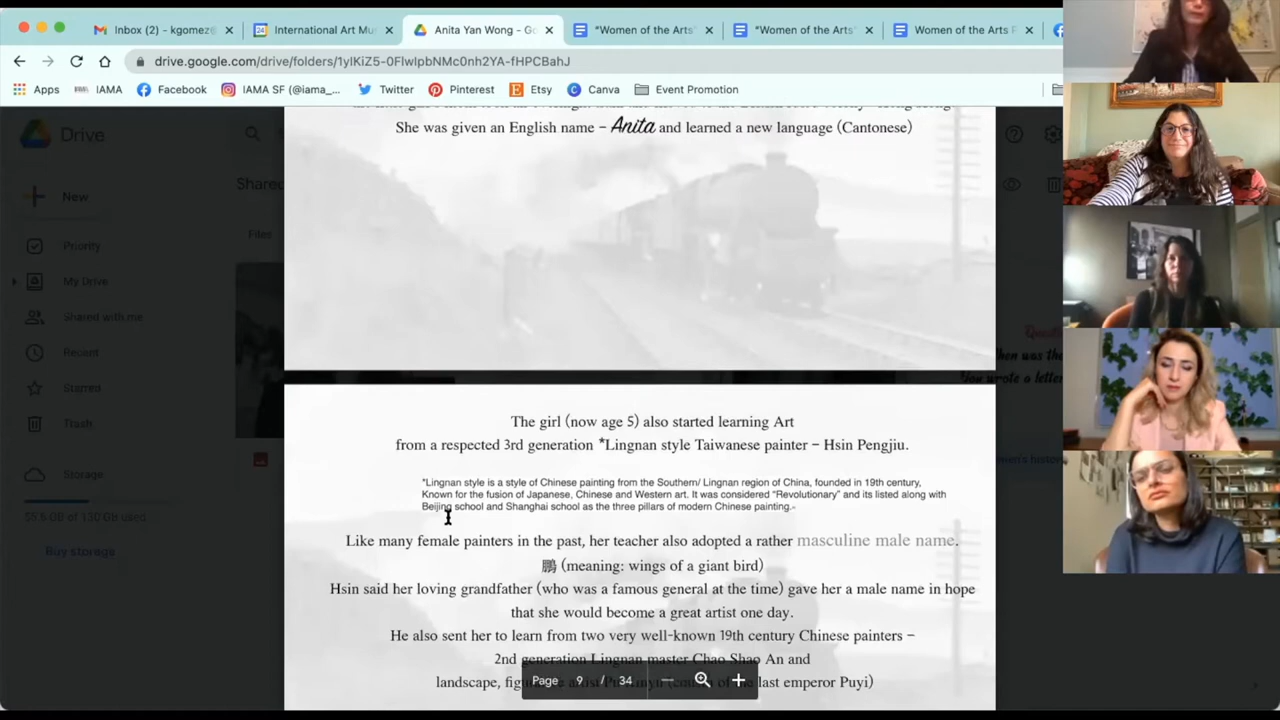 Inbox (2) - kgomez@
International Art Mu
Anita Yan Wong - Go
"Women of the Arts"
"Women of the Arts"
Women of the Arts
drive.google.com/drive/folders/1ylKiZ5-0FlwlpbNMc0nh2YA-fHPCBahJ
Apps
IAMA
Facebook
IAMA SF (@iama_...
Twitter
Pinterest
Etsy
Canva
Event Promotion
Drive
New
Priority
My Drive
Shared with me
Recent
Starred
Trash
Storage
Buy storage
Shared
Files
She was given an English name – Anita and learned a new language (Cantonese)
The girl (now age 5) also started learning Art
from a respected 3rd generation *Lingnan style Taiwanese painter – Hsin Pengjiu.
*Lingnan style is a style of Chinese painting from the Southern/ Lingnan region of China, founded in 19th century,
Known for the fusion of Japanese, Chinese and Western art. It was considered "Revolutionary" and its listed along with
Beijing school and Shanghai school as the three pillars of modern Chinese painting.
Like many female painters in the past, her teacher also adopted a rather masculine male name.
鵬 (meaning: wings of a giant bird)
Hsin said her loving grandfather (who was a famous general at the time) gave her a male name in hope
that she would become a great artist one day.
He also sent her to learn from two very well-known 19th century Chinese painters –
2nd generation Lingnan master Chao Shao An and
landscape, last emperor Puyi)
Page 9 / 34